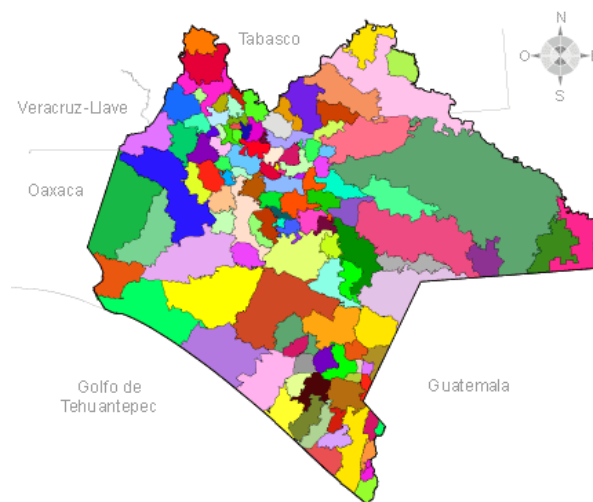 N
Tabasco
O
E
S
Veracruz-Llave
Oaxaca
Golfo de
Tehuantepec
Guatemala